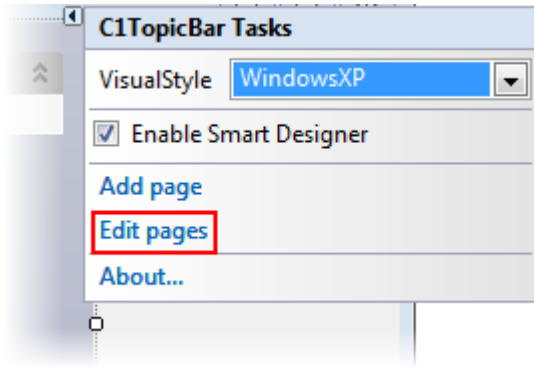 C1TopicBar Tasks
VisualStyle WindowsXP
Enable Smart Designer
Add page
Edit pages
About...